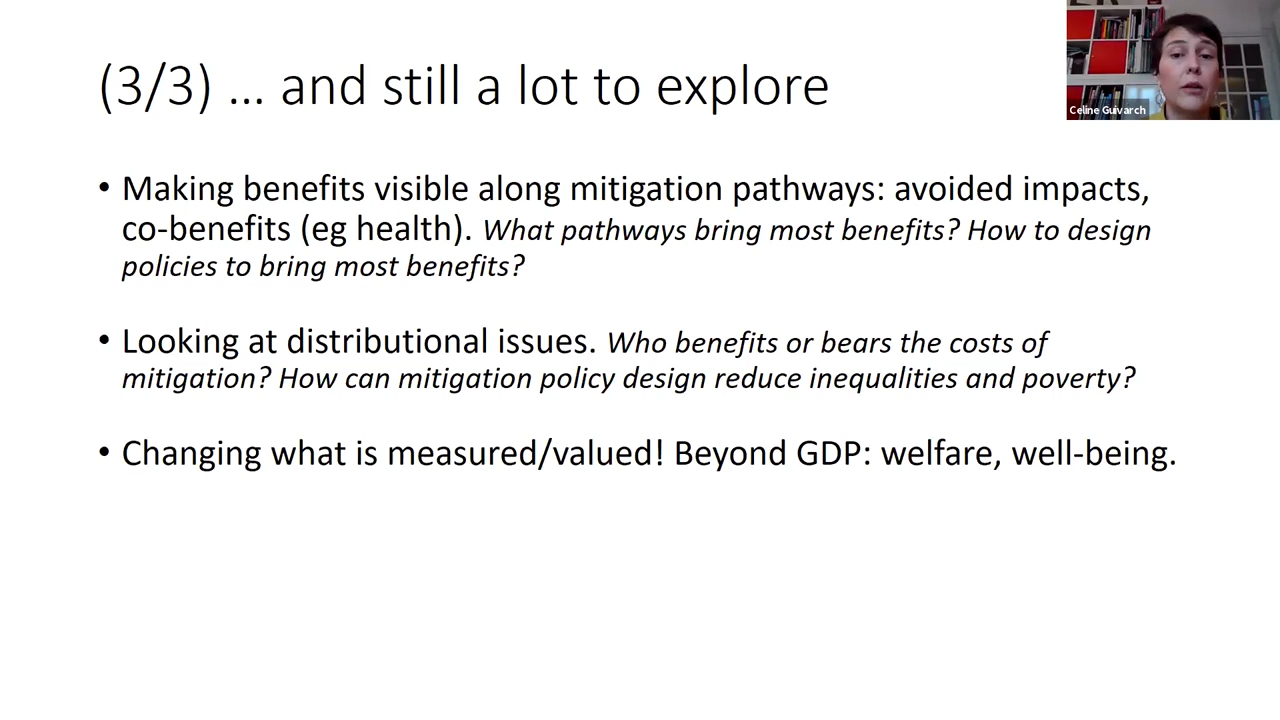 (3/3) ... and still a lot to explore
Celine Guivarch
• Making benefits visible along mitigation pathways: avoided impacts,
co-benefits (eg health). What pathways bring most benefits? How to design
policies to bring most benefits?
• Looking at distributional issues. Who benefits or bears the costs of
mitigation? How can mitigation policy design reduce inequalities and poverty?
• Changing what is measured/valued! Beyond GDP: welfare, well-being.